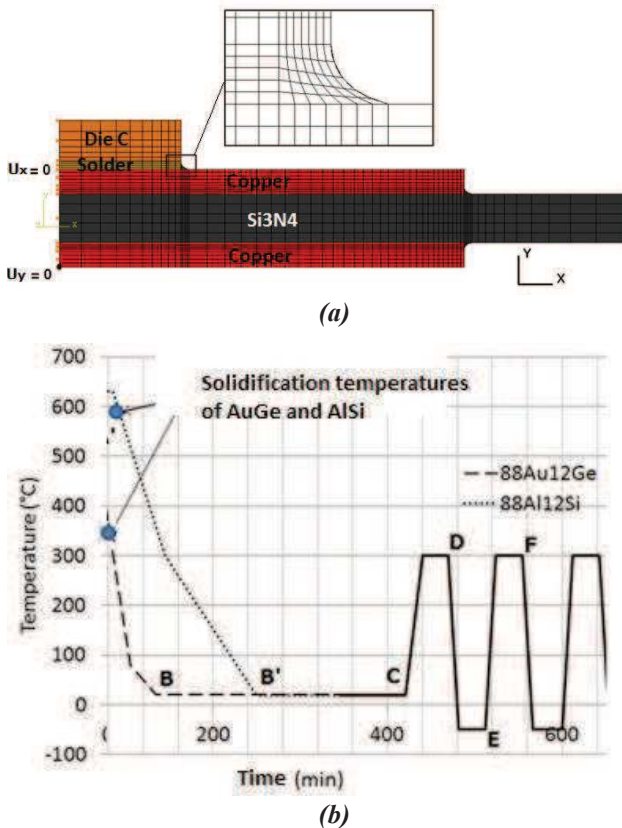 Die C
Solder
Ux = 0
Copper
Si3N4
Copper
Uy = 0
Y
X
(a)
700
600
500
400
300
200
100
0
-100
Temperature (°C)
Solidification temperatures
of AuGe and AlSi
88Au12Ge
88Al12Si
D
F
B
B'
C
E
200
400
600
Time (min)
(b)